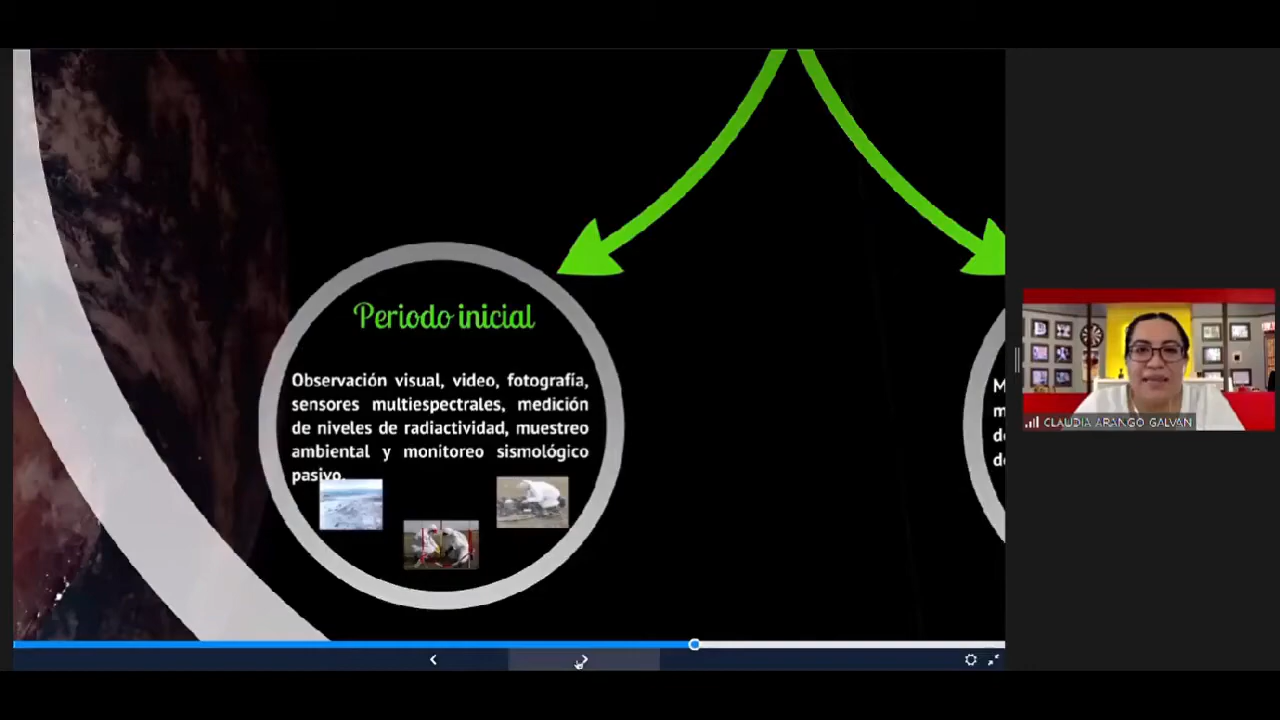 Periodo inicial
Observación visual, video, fotografía,
sensores multiespectrales, medición
de niveles de radiactividad, muestreo
ambiental y monitoreo sismológico
pasivo.
CLAUDIA ARANGO GALVAN